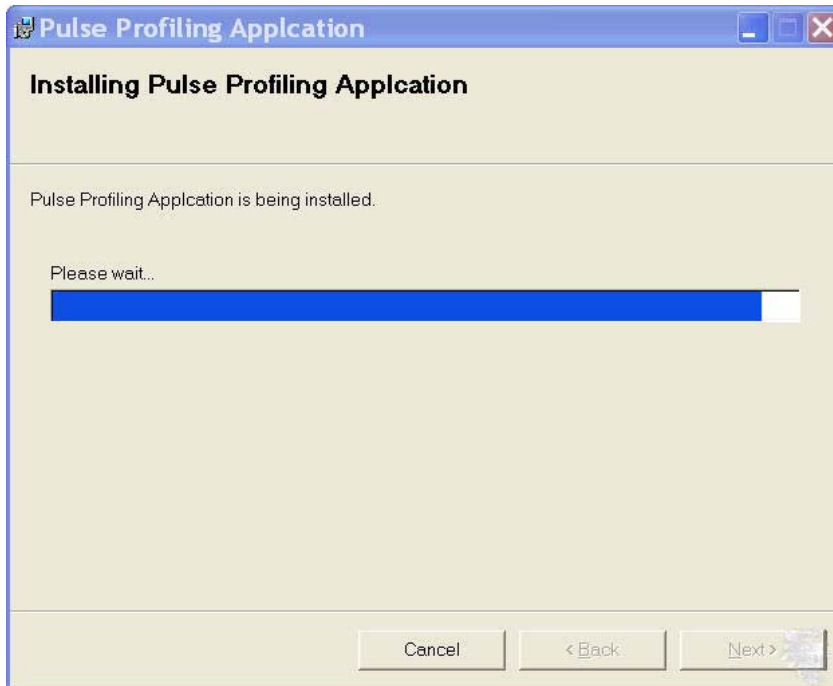 Pulse Profiling Applcation
Installing Pulse Profiling Applcation
Pulse Profiling Applcation is being installed.
Please wait...
Cancel
< Back
Next >